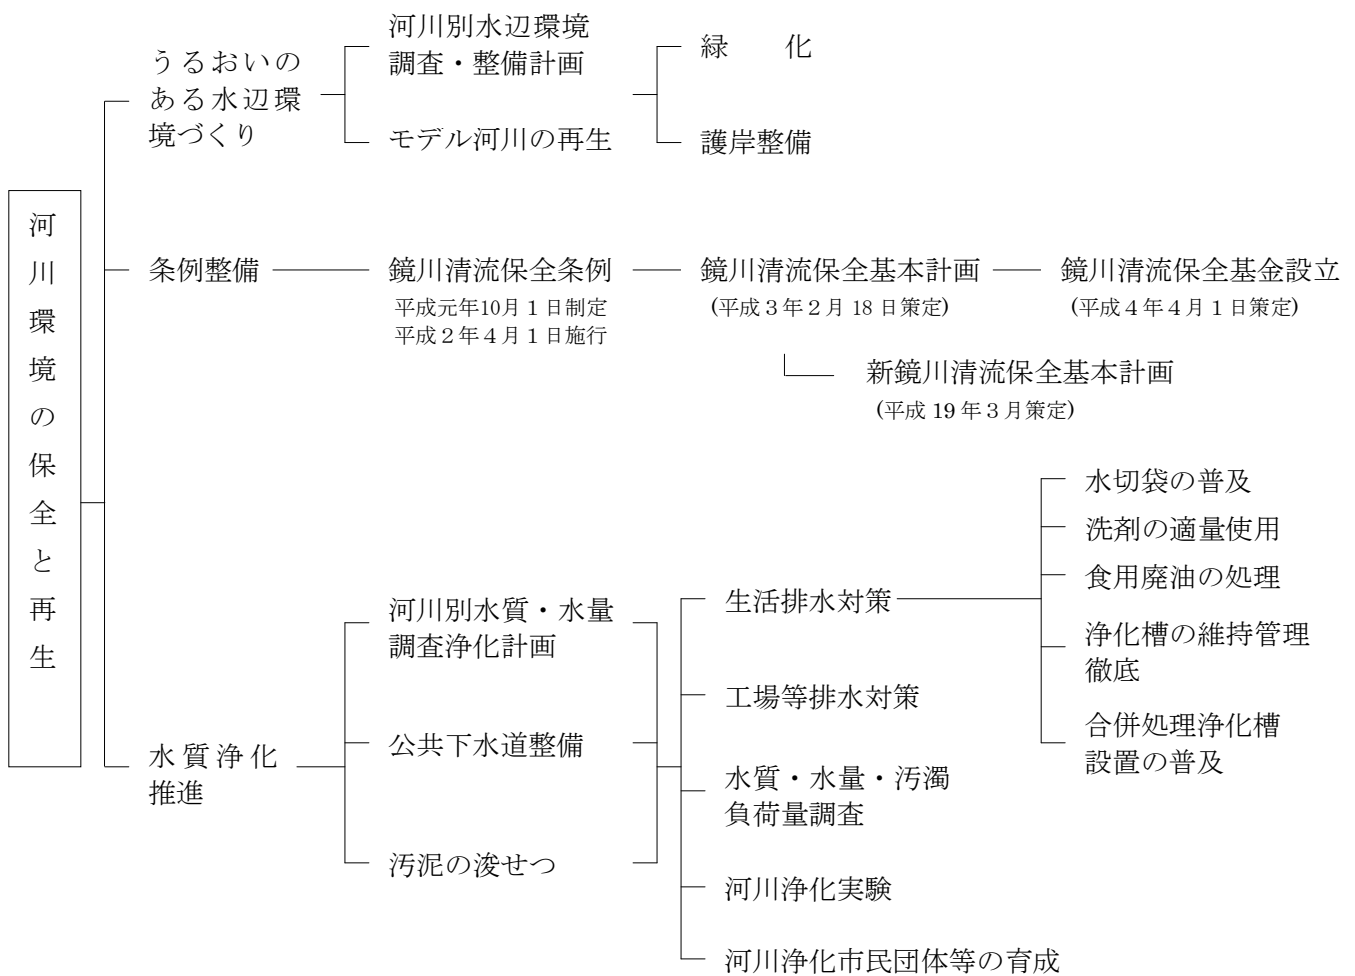 河川環境の保全と再生
うるおいの
ある水辺環
境づくり
河川別水辺環境
調査・整備計画
モデル河川の再生
緑　　化
護岸整備
条例整備
鏡川清流保全条例
平成元年10月１日制定
平成２年４月１日施行
鏡川清流保全基本計画
(平成３年２月 18 日策定)
鏡川清流保全基金設立
(平成４年４月１日策定)
新鏡川清流保全基本計画
(平成 19 年３月策定)
水質浄化
推進
河川別水質・水量
調査浄化計画
公共下水道整備
汚泥の浚せつ
生活排水対策
工場等排水対策
水質・水量・汚濁
負荷量調査
河川浄化実験
河川浄化市民団体等の育成
水切袋の普及
洗剤の適量使用
食用廃油の処理
浄化槽の維持管理
徹底
合併処理浄化槽
設置の普及